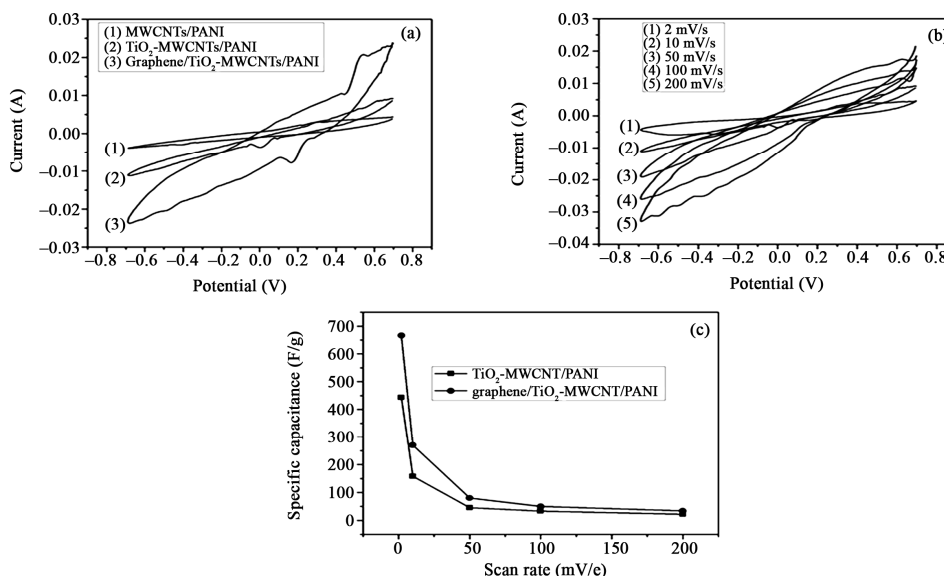 (1) MWCNTs/PANI
(2) TiO₂-MWCNTs/PANI
(3) Graphene/TiO₂-MWCNTs/PANI
(a)
0.03
0.02
0.01
0.00
−0.01
−0.02
−0.03
Current (A)
(1)
(2)
(3)
−0.8 −0.6 −0.4 −0.2 0.0 0.2 0.4 0.6 0.8
Potential (V)
(1) 2 mV/s
(2) 10 mV/s
(3) 50 mV/s
(4) 100 mV/s
(5) 200 mV/s
(b)
0.03
0.02
0.01
0.00
−0.01
−0.02
−0.03
−0.04
Current (A)
(1)
(2)
(3)
(4)
(5)
−0.8 −0.6 −0.4 −0.2 0.0 0.2 0.4 0.6 0.8
Potential (V)
(c)
700
600
500
400
300
200
100
0
Specific capacitance (F/g)
TiO₂-MWCNT/PANI
graphene/TiO₂-MWCNT/PANI
0 50 100 150 200
Scan rate (mV/e)